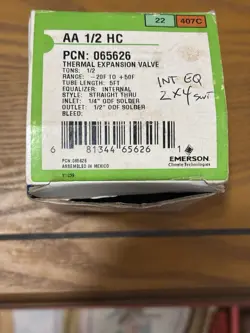 22 407C
AA 1/2 HC
PCN: 065626
THERMAL EXPANSION VALVE
TONS: 1/2
RANGE: -20F TO +50F
TUBE LENGTH: 5FT
EQUALIZER: INTERNAL
STYLE: STRAIGHT THRU
INLET: 1/4" ODF SOLDER
OUTLET: 1/2" ODF SOLDER
BLEED:
INT EQ
2x4 SWT
6 81344 65626 1
EMERSON
Climate Technologies
PCN 065626
ASSEMBLED IN MEXICO